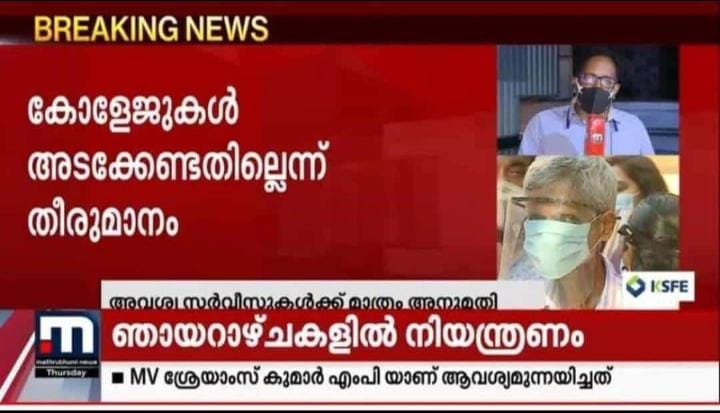 BREAKING NEWS
കോളേജുകൾ
അടക്കേണ്ടതില്ലെന്ന്
തീരുമാനം
KSFE
അവശ്യ സർവീസുകൾക്ക് മാത്രം അനുമതി
ഞായറാഴ്ചകളിൽ നിയന്ത്രണം
mathrubhumi news
Thursday
■ MV ശ്രേയാംസ് കുമാർ എംപി യാണ് ആവശ്യമുന്നയിച്ചത്